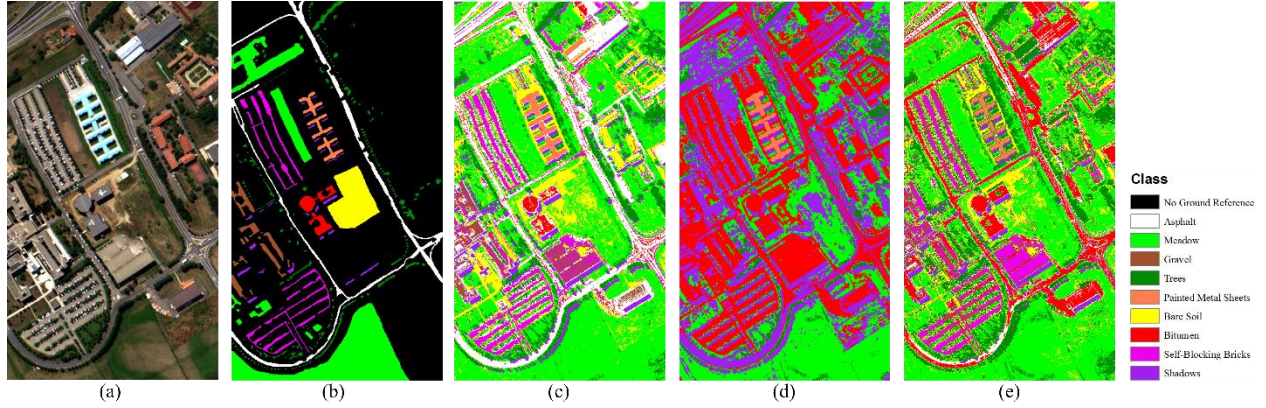 Class
No Ground Reference
Asphalt
Meadow
Gravel
Trees
Painted Metal Sheets
Bare Soil
Bitumen
Self-Blocking Bricks
Shadows
(a) (b) (c) (d) (e)